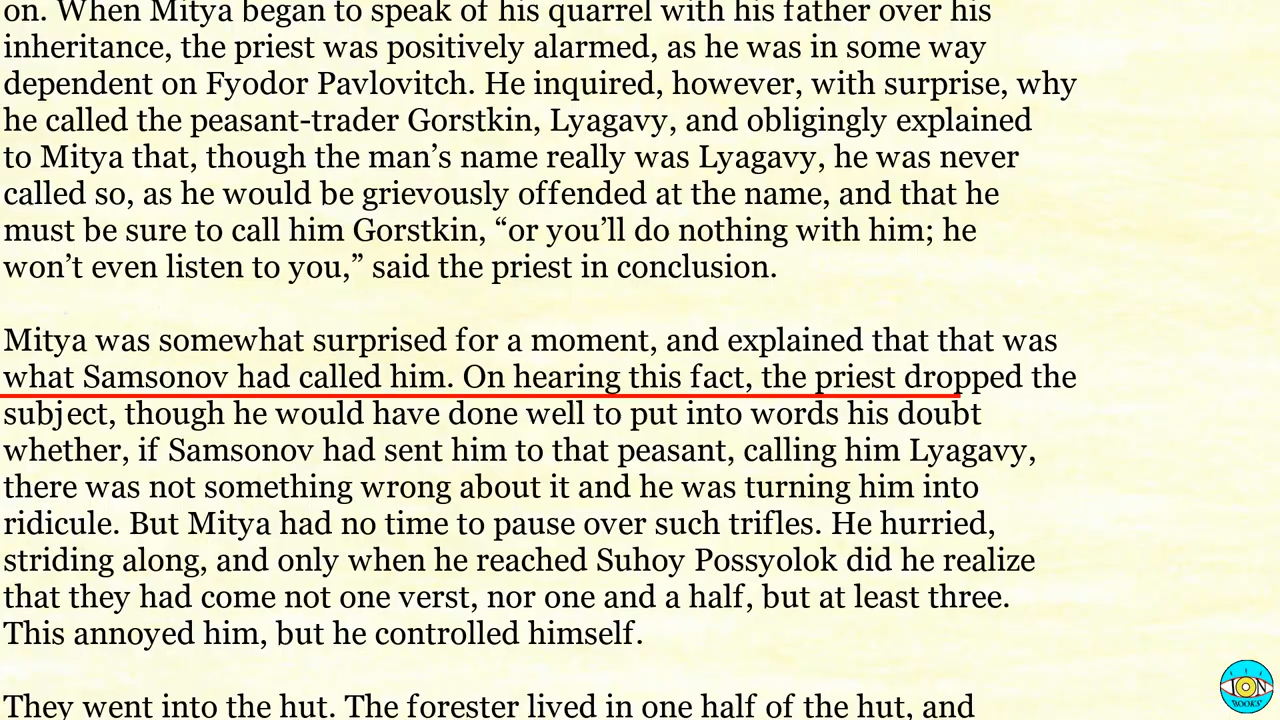 on. When Mitya began to speak of his quarrel with his father over his
inheritance, the priest was positively alarmed, as he was in some way
dependent on Fyodor Pavlovitch. He inquired, however, with surprise, why
he called the peasant-trader Gorstkin, Lyagavy, and obligingly explained
to Mitya that, though the man’s name really was Lyagavy, he was never
called so, as he would be grievously offended at the name, and that he
must be sure to call him Gorstkin, “or you’ll do nothing with him; he
won’t even listen to you,” said the priest in conclusion.
Mitya was somewhat surprised for a moment, and explained that that was
what Samsonov had called him. On hearing this fact, the priest dropped the
subject, though he would have done well to put into words his doubt
whether, if Samsonov had sent him to that peasant, calling him Lyagavy,
there was not something wrong about it and he was turning him into
ridicule. But Mitya had no time to pause over such trifles. He hurried,
striding along, and only when he reached Suhoy Possyolok did he realize
that they had come not one verst, nor one and a half, but at least three.
This annoyed him, but he controlled himself.
They went into the hut. The forester lived in one half of the hut, and
BOOKS